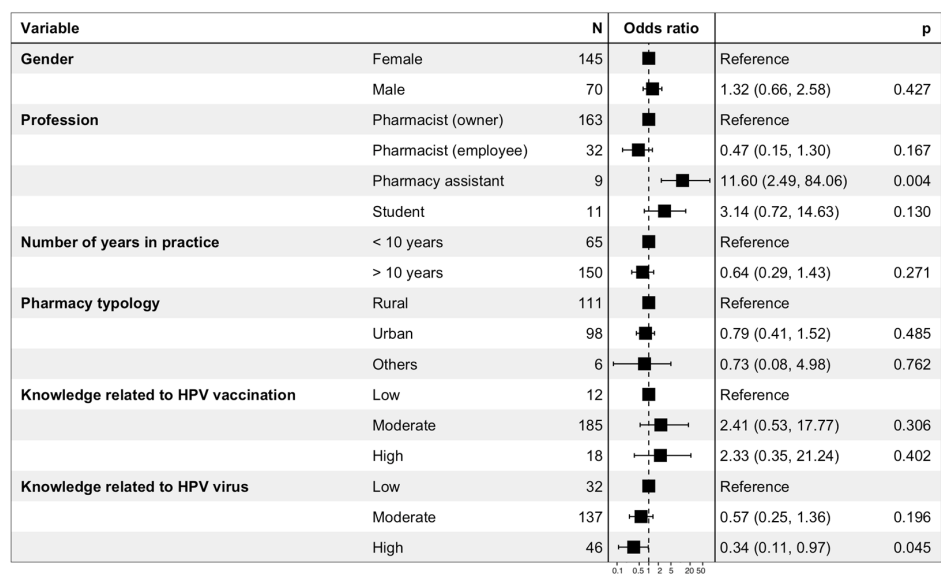 Variable N Odds ratio p
Gender Female 145 Reference
Male 70 1.32 (0.66, 2.58) 0.427
Profession Pharmacist (owner) 163 Reference
Pharmacist (employee) 32 0.47 (0.15, 1.30) 0.167
Pharmacy assistant 9 11.60 (2.49, 84.06) 0.004
Student 11 3.14 (0.72, 14.63) 0.130
Number of years in practice < 10 years 65 Reference
> 10 years 150 0.64 (0.29, 1.43) 0.271
Pharmacy typology Rural 111 Reference
Urban 98 0.79 (0.41, 1.52) 0.485
Others 6 0.73 (0.08, 4.98) 0.762
Knowledge related to HPV vaccination Low 12 Reference
Moderate 185 2.41 (0.53, 17.77) 0.306
High 18 2.33 (0.35, 21.24) 0.402
Knowledge related to HPV virus Low 32 Reference
Moderate 137 0.57 (0.25, 1.36) 0.196
High 46 0.34 (0.11, 0.97) 0.045
0.1 0.5 1 2 5 20 50